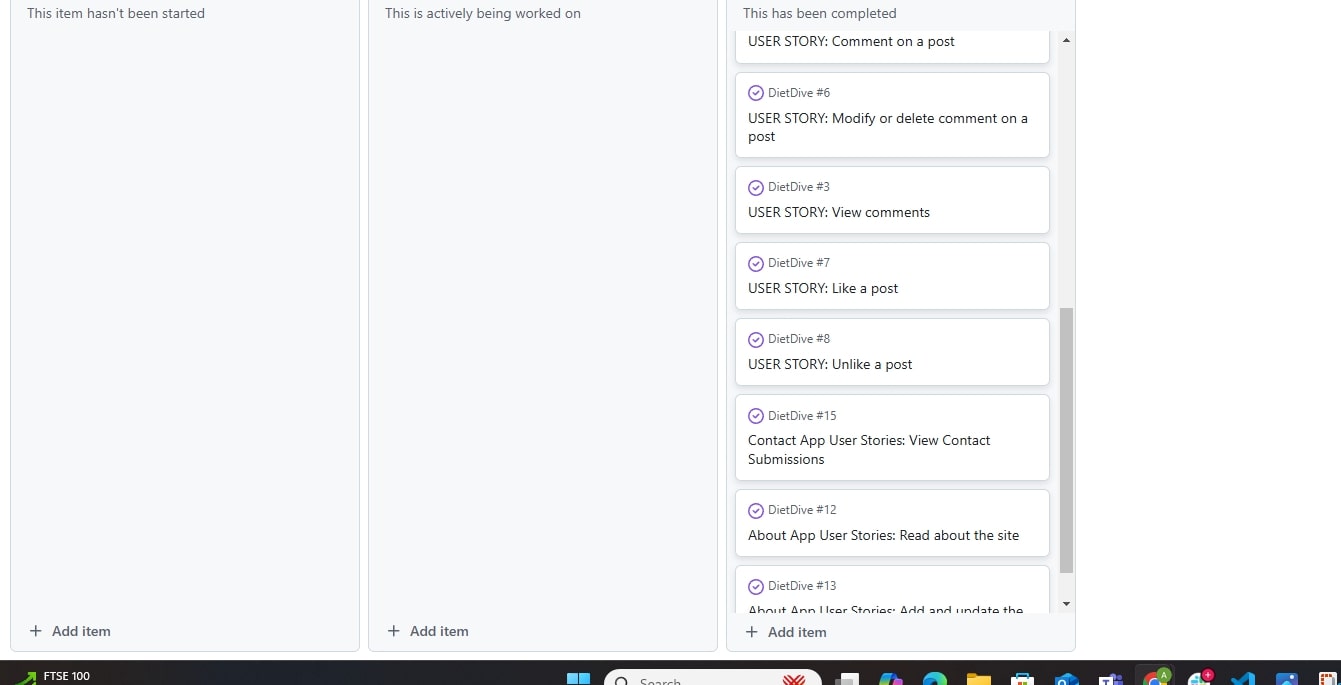 This item hasn't been started
This is actively being worked on
This has been completed
USER STORY: Comment on a post
DietDive #6
USER STORY: Modify or delete comment on a
post
DietDive #3
USER STORY: View comments
DietDive #7
USER STORY: Like a post
DietDive #8
USER STORY: Unlike a post
DietDive #15
Contact App User Stories: View Contact
Submissions
DietDive #12
About App User Stories: Read about the site
DietDive #13
About App User Stories: Add and update the
+ Add item
+ Add item
+ Add item
FTSE 100
Search
A